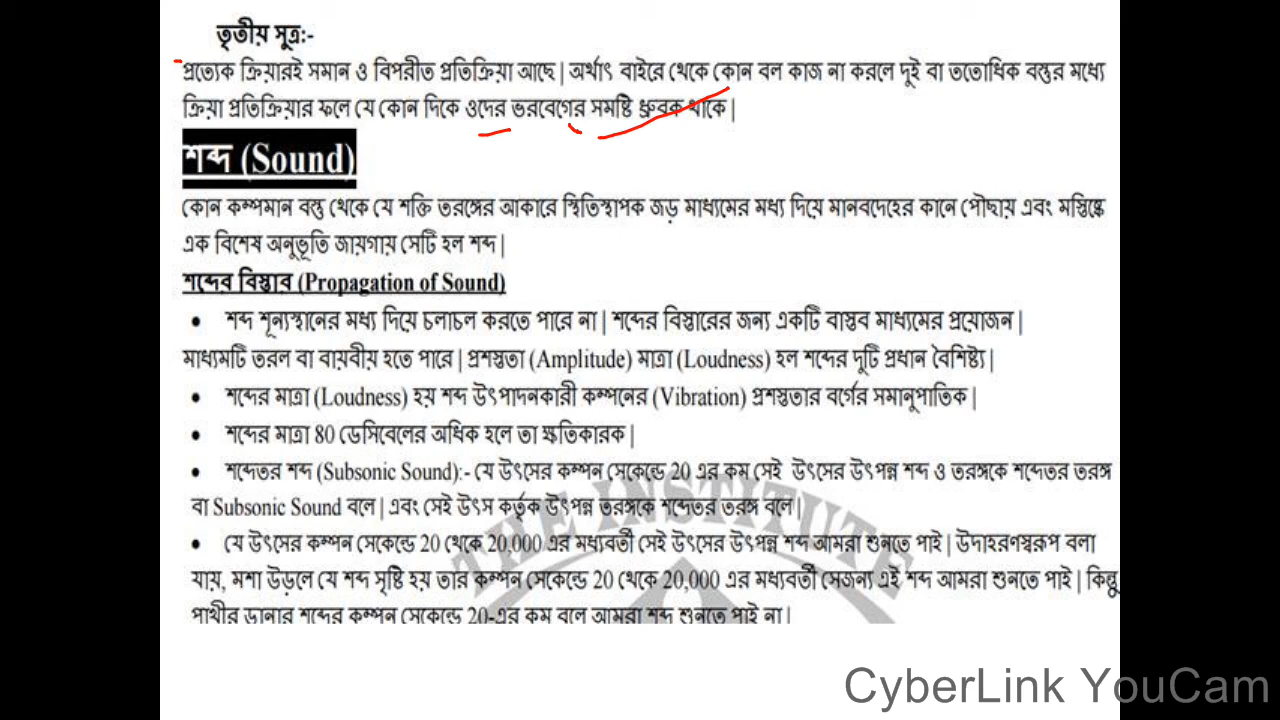 তৃতীয় সুত্র:-
প্রত্যেক ক্রিয়ারই সমান ও বিপরীত প্রতিক্রিয়া আছে | অর্থাৎ বাইরে থেকে কোন বল কাজ না করলে দুই বা ততোধিক বস্তুর মধ্যে
ক্রিয়া প্রতিক্রিয়ার ফলে যে কোন দিকে ওদের ভরবেগের সমষ্টি ধ্রুবক থাকে |
শব্দ (Sound)
কোন কম্পমান বস্তু থেকে যে শক্তি তরঙ্গের আকারে স্থিতিস্থাপক জড় মাধ্যমের মধ্য দিয়ে মানবদেহের কানে পৌছায় এবং মস্তিষ্কে
এক বিশেষ অনুভূতি জায়গায় সেটি হল শব্দ |
শব্দের বিস্তার (Propagation of Sound)
• শব্দ শূন্যস্থানের মধ্য দিয়ে চলাচল করতে পারে না | শব্দের বিস্তারের জন্য একটি বাস্তব মাধ্যমের প্রয়োজন |
মাধ্যমটি তরল বা বায়বীয় হতে পারে | প্রশস্ততা (Amplitude) মাত্রা (Loudness) হল শব্দের দুটি প্রধান বৈশিষ্ট্য |
• শব্দের মাত্রা (Loudness) হয় শব্দ উৎপাদনকারী কম্পনের (Vibration) প্রশস্ততার বর্গের সমানুপাতিক |
• শব্দের মাত্রা 80 ডেসিবেলের অধিক হলে তা ক্ষতিকারক |
• শব্দেতর শব্দ (Subsonic Sound):- যে উৎসের কম্পন সেকেন্ডে 20 এর কম সেই উৎসের উৎপন্ন শব্দ ও তরঙ্গকে শব্দেতর তরঙ্গ
বা Subsonic Sound বলে | এবং সেই উৎস কর্তৃক উৎপন্ন তরঙ্গকে শব্দেতর তরঙ্গ বলে |
• যে উৎসের কম্পন সেকেন্ডে 20 থেকে 20,000 এর মধ্যবর্তী সেই উৎসের উৎপন্ন শব্দ আমরা শুনতে পাই | উদাহরণস্বরূপ বলা
যায়, মশা উড়লে যে শব্দ সৃষ্টি হয় তার কম্পন সেকেন্ডে 20 থেকে 20,000 এর মধ্যবর্তী সেজন্য এই শব্দ আমরা শুনতে পাই | কিন্তু
পাখীর ডানার শব্দের কম্পন সেকেন্ডে 20-এর কম বলে আমরা শব্দ শুনতে পাই না |
THE INSTITUTE
CyberLink YouCam